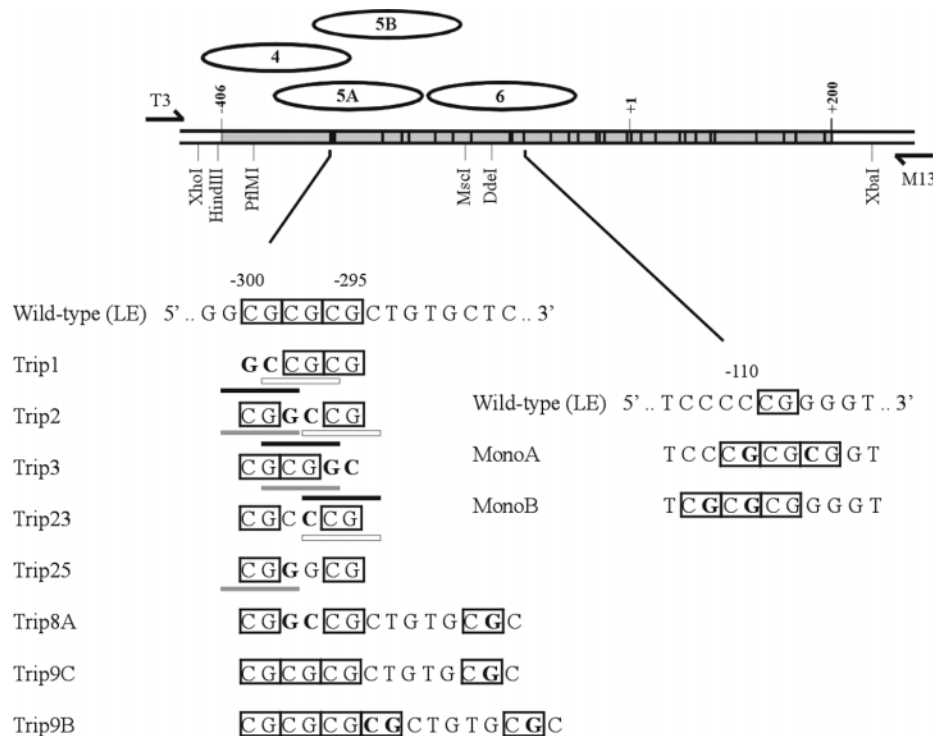 5B
4
5A
6
T3
-406
+1
+200
XhoI
HindIII
PflMI
MscI
DdeI
XbaI
M13
-300 -295
Wild-type (LE) 5’ .. G G C G C G C G C T G T G C T C .. 3’
Trip1 G C C G C G
Trip2 C G G C C G
Trip3 C G C G G C
Trip23 C G C C C G
Trip25 C G G G C G
Trip8A C G G C C G C T G T G C G C
Trip9C C G C G C G C T G T G C G C
Trip9B C G C G C G C G C T G T G C G C
-110
Wild-type (LE) 5’ .. T C C C C C G G G G T .. 3’
MonoA T C C C G C G C G G T
MonoB T C G C G C G G G G T